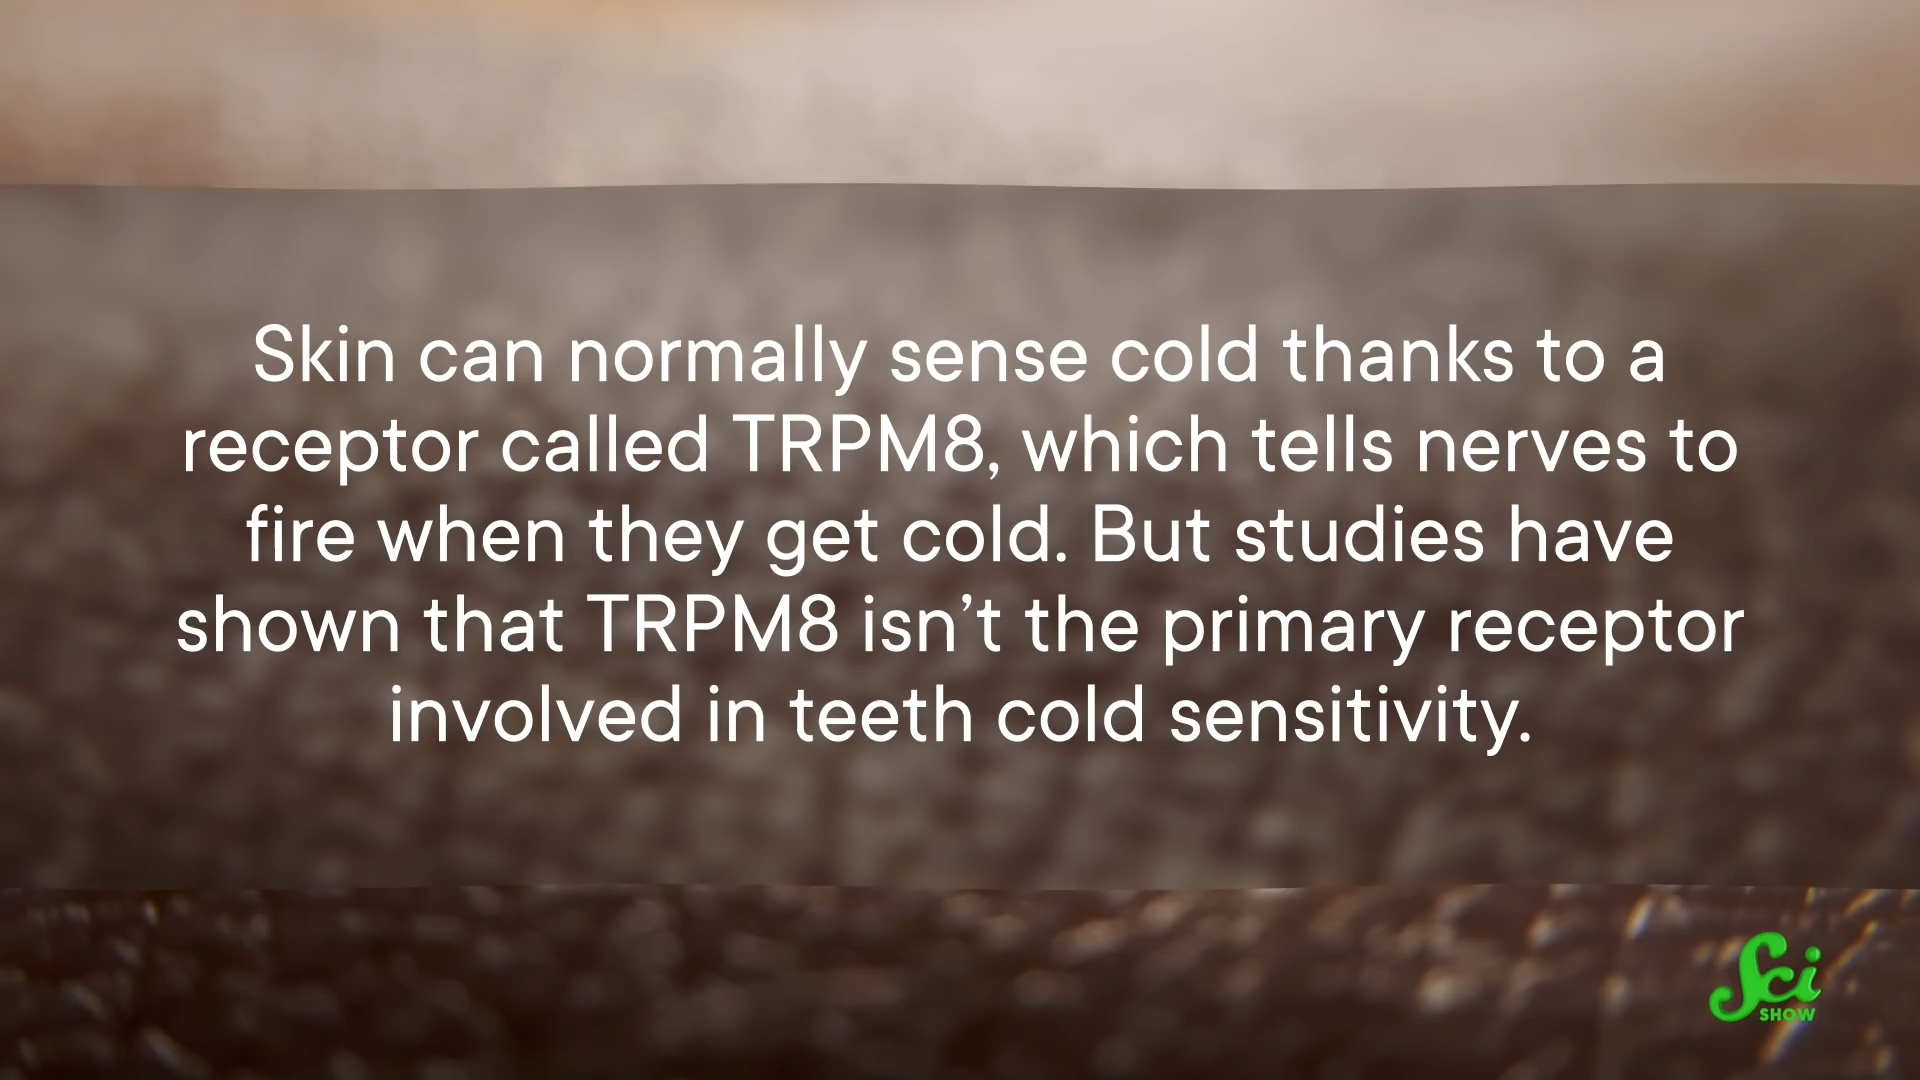 Skin can normally sense cold thanks to a
receptor called TRPM8, which tells nerves to
fire when they get cold. But studies have
shown that TRPM8 isn’t the primary receptor
involved in teeth cold sensitivity.
Sci
SHOW